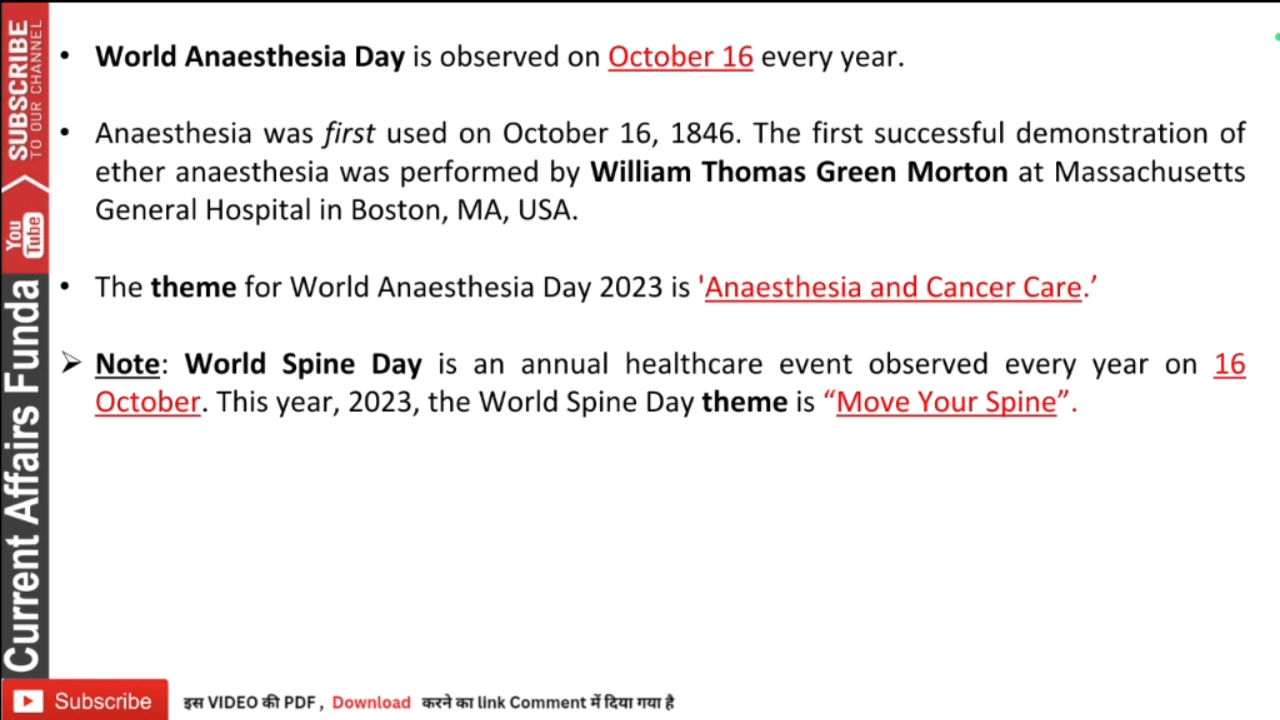 • World Anaesthesia Day is observed on October 16 every year.
• Anaesthesia was first used on October 16, 1846. The first successful demonstration of
ether anaesthesia was performed by William Thomas Green Morton at Massachusetts
General Hospital in Boston, MA, USA.
• The theme for World Anaesthesia Day 2023 is 'Anaesthesia and Cancer Care.’
➢ Note: World Spine Day is an annual healthcare event observed every year on 16
October. This year, 2023, the World Spine Day theme is “Move Your Spine”.
SUBSCRIBE
TO OUR CHANNEL
You
Tube
Current Affairs Funda
Subscribe
इस VIDEO की PDF , Download करने का link Comment में दिया गया है